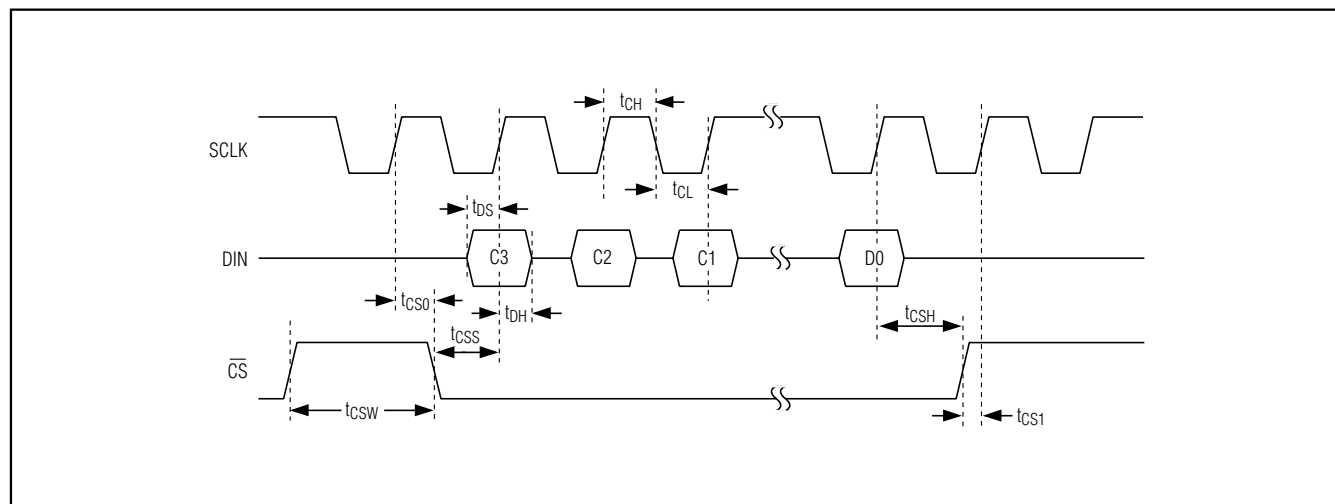 tCH
SCLK
tCL
tDS
DIN
C3
C2
C1
D0
tCS0
tDH
tCSH
tCSS
CS
tCSW
tCS1